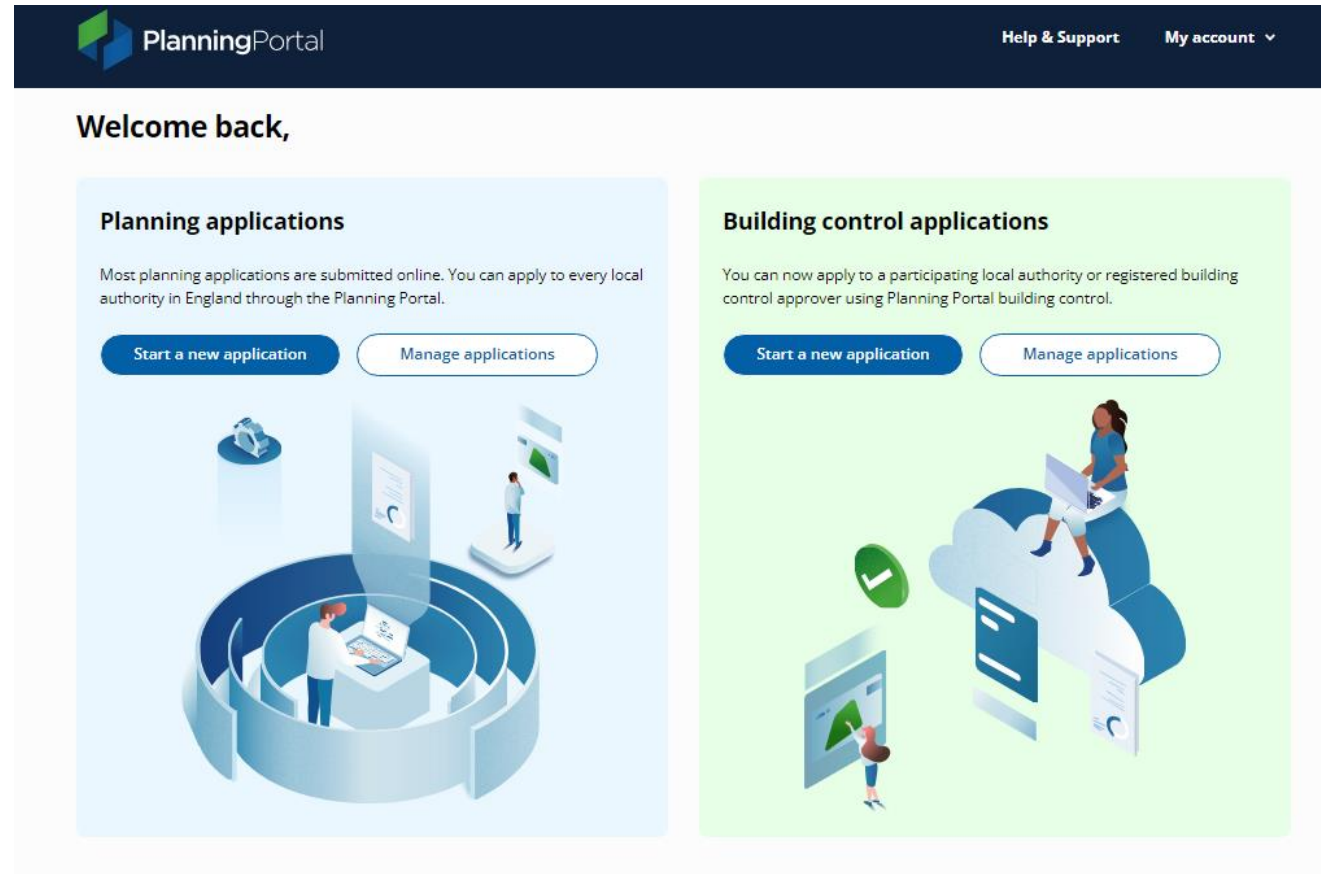 PlanningPortal
Help & Support
My account
Welcome back,
Planning applications
Most planning applications are submitted online. You can apply to every local
authority in England through the Planning Portal.
Start a new application
Manage applications
Building control applications
You can now apply to a participating local authority or registered building
control approver using Planning Portal building control.
Start a new application
Manage applications